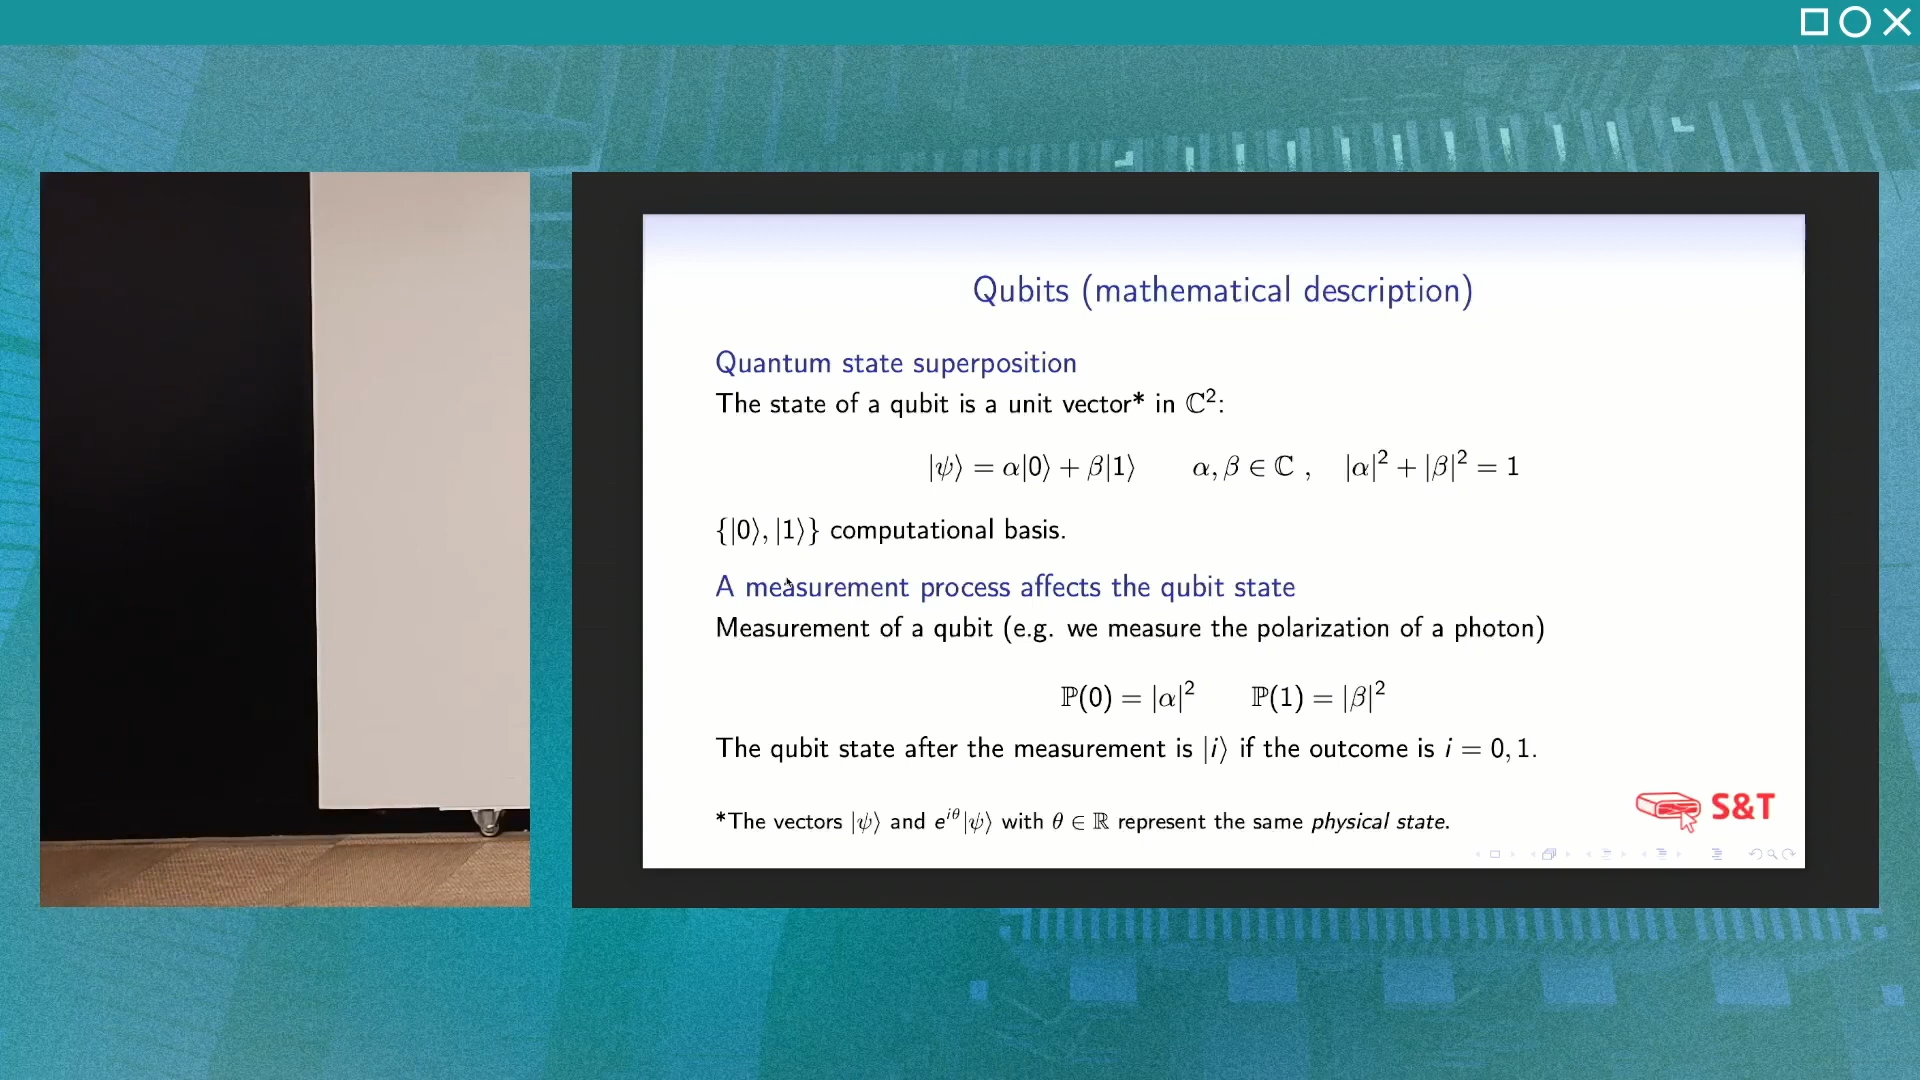 Qubits (mathematical description)
Quantum state superposition
The state of a qubit is a unit vector* in ℂ²:
|ψ⟩ = α|0⟩ + β|1⟩ α, β ∈ ℂ , |α|² + |β|² = 1
{|0⟩, |1⟩} computational basis.
A measurement process affects the qubit state
Measurement of a qubit (e.g. we measure the polarization of a photon)
ℙ(0) = |α|² ℙ(1) = |β|²
The qubit state after the measurement is |i⟩ if the outcome is i = 0, 1.
*The vectors |ψ⟩ and e^{iθ}|ψ⟩ with θ ∈ ℝ represent the same physical state.
S&T